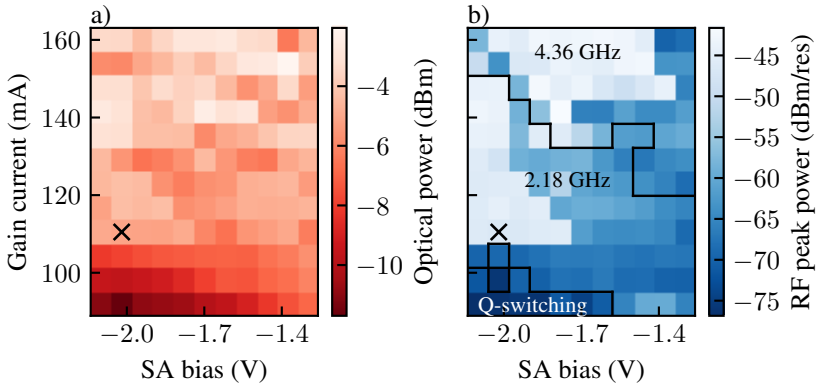 a)
160
140
120
100
Gain current (mA)
−2.0
−1.7
−1.4
SA bias (V)
−4
−6
−8
−10
Optical power (dBm)
b)
4.36 GHz
2.18 GHz
Q-switching
−2.0
−1.7
−1.4
SA bias (V)
−45
−50
−55
−60
−65
−70
−75
RF peak power (dBm/res)